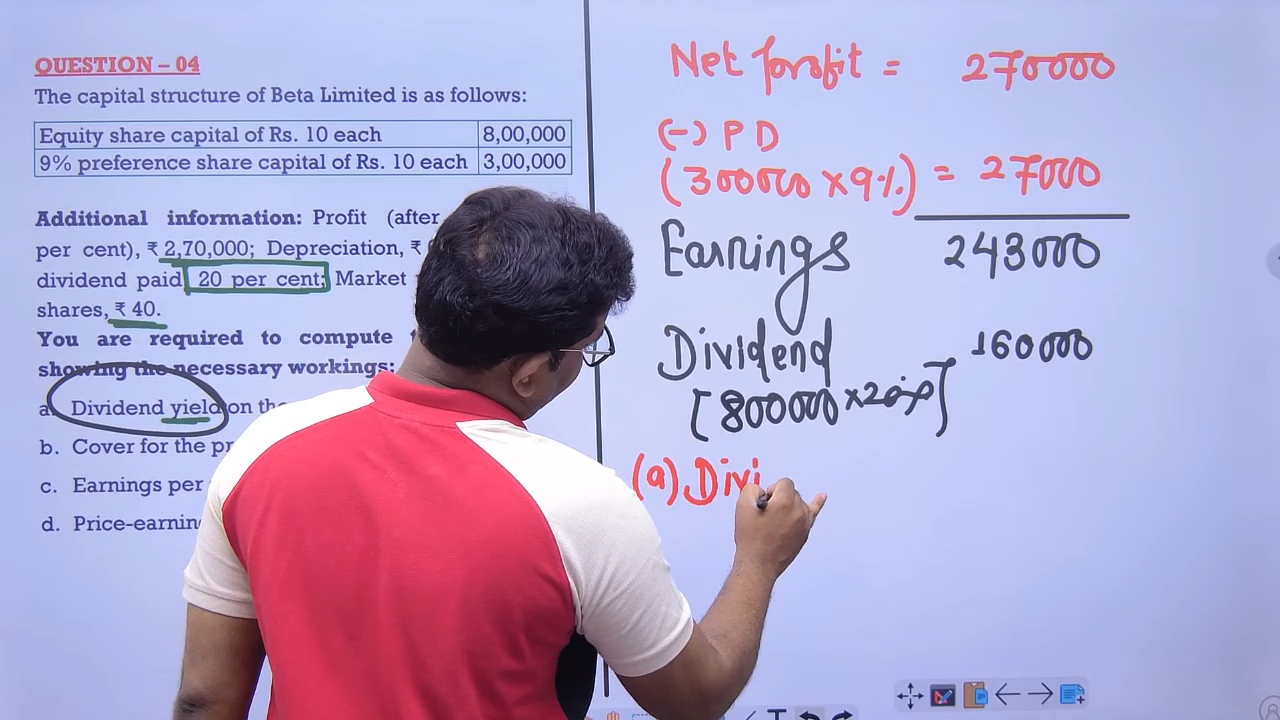 QUESTION – 04
The capital structure of Beta Limited is as follows:
Equity share capital of Rs. 10 each 8,00,000
9% preference share capital of Rs. 10 each 3,00,000
Additional information: Profit (after
per cent), ₹ 2,70,000; Depreciation, ₹
dividend paid 20 per cent; Market
shares, ₹ 40.
You are required to compute
showing the necessary workings:
a. Dividend yield on the
b. Cover for the pr
c. Earnings per
d. Price-earnin
Net profit = 270000
(-) PD
(300000 x 9%) = 27000
Earnings 243000
Dividend 160000
[800000 x 20%]
(a) Divi